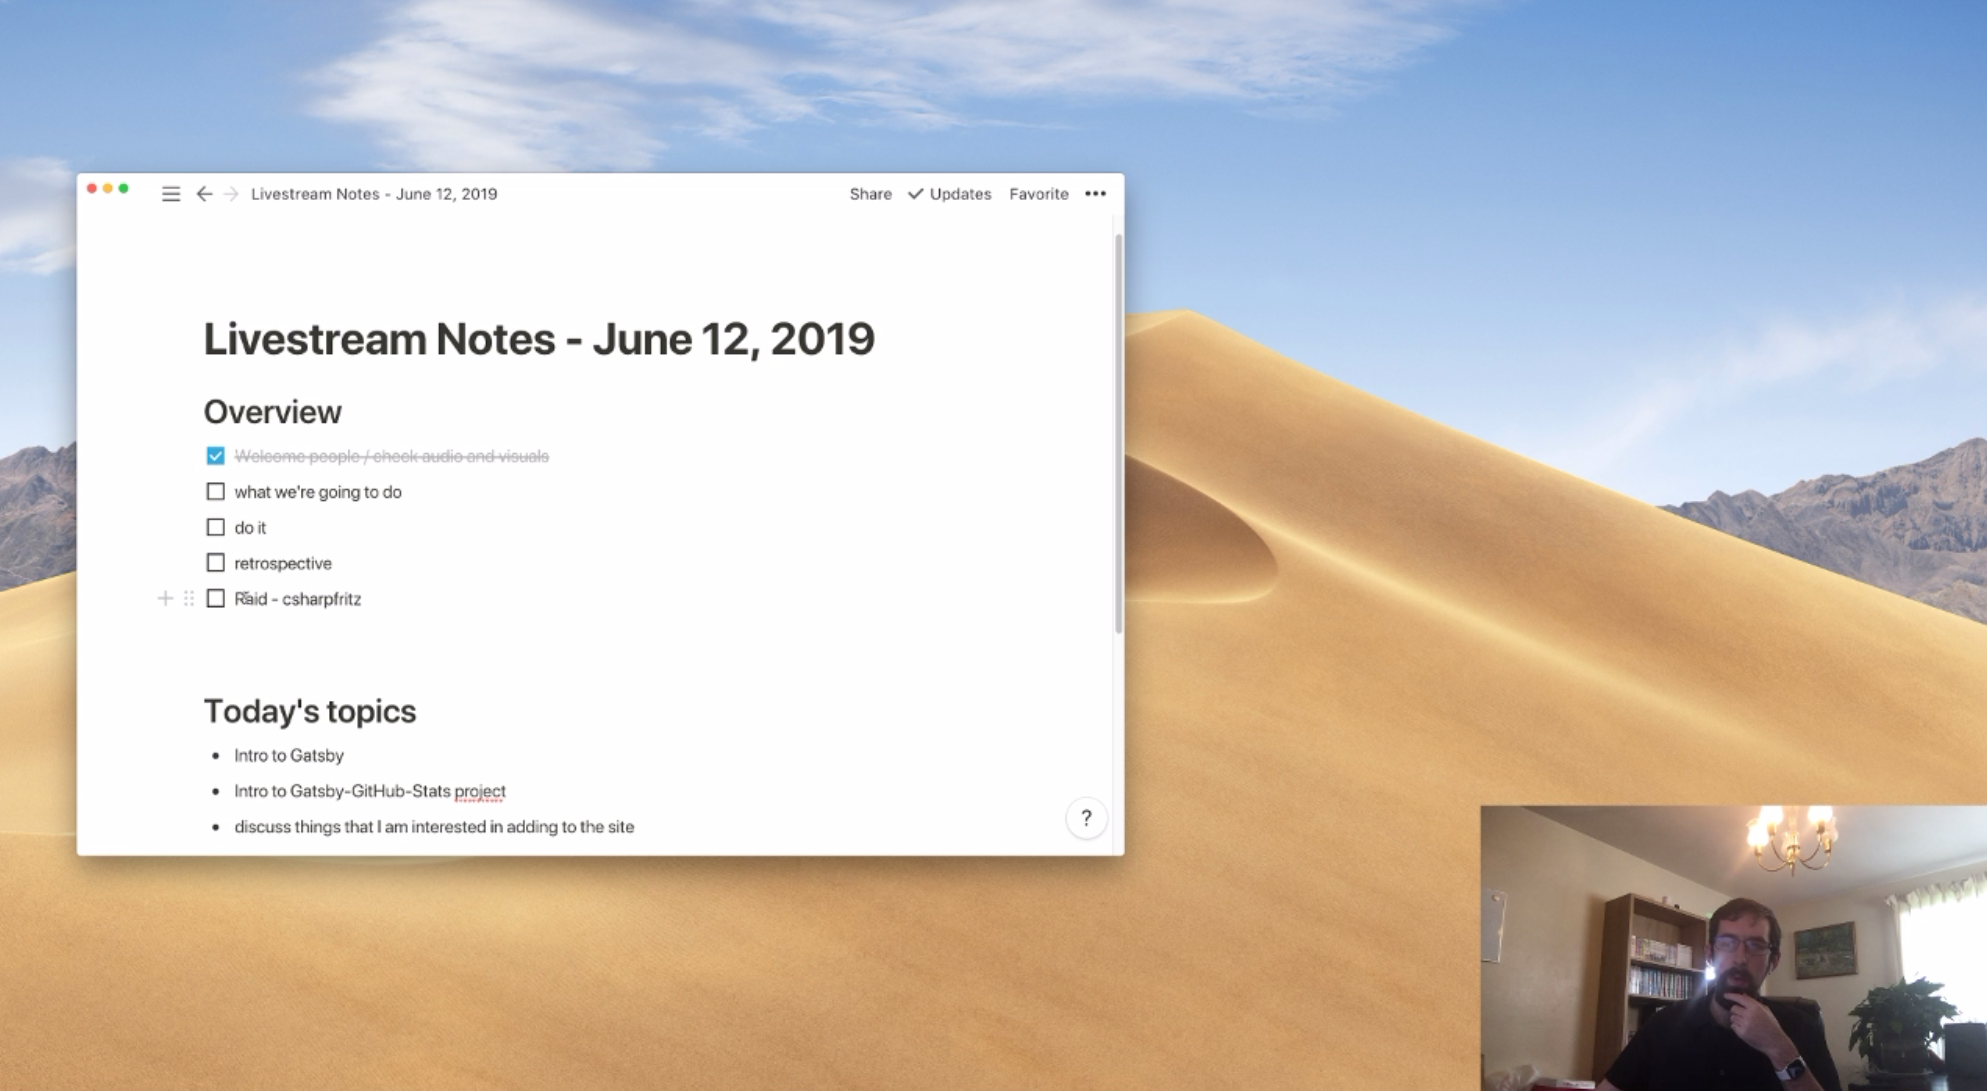 Livestream Notes - June 12, 2019
Share
Updates
Favorite
Livestream Notes - June 12, 2019
Overview
Welcome people / check audio and visuals
what we're going to do
do it
retrospective
Raid - csharpfritz
Today's topics
Intro to Gatsby
Intro to Gatsby-GitHub-Stats project
discuss things that I am interested in adding to the site
?